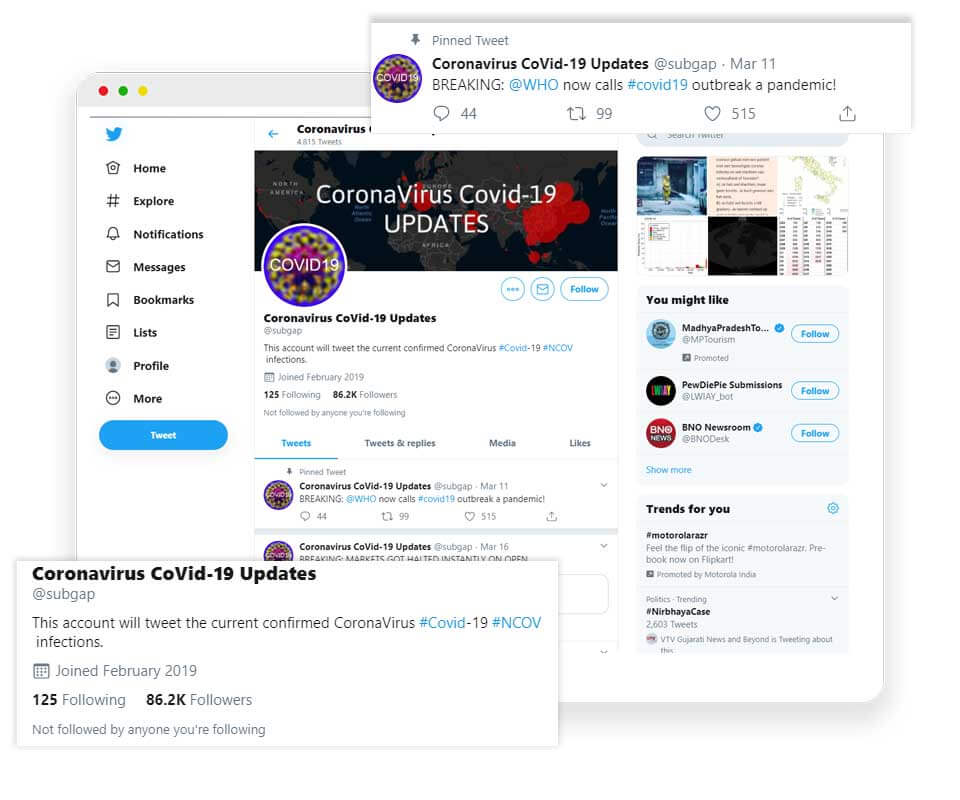 Pinned Tweet
Coronavirus CoVid-19 Updates @subgap · Mar 11
BREAKING: @WHO now calls #covid19 outbreak a pandemic!
44 99 515
COVID19
Home
Explore
Notifications
Messages
Bookmarks
Lists
Profile
More
Tweet
4,815 Tweets
NORTH AMERICA
Atlantic Ocean
EUROPE
AFRICA
CoronaVirus Covid-19
UPDATES
COVID19
Follow
Coronavirus CoVid-19 Updates
@subgap
This account will tweet the current confirmed CoronaVirus #Covid-19 #NCOV
infections.
Joined February 2019
125 Following 86.2K Followers
Not followed by anyone you're following
Tweets Tweets & replies Media Likes
Pinned Tweet
Coronavirus CoVid-19 Updates @subgap · Mar 11
BREAKING: @WHO now calls #covid19 outbreak a pandemic!
44 99 515
Coronavirus CoVid-19 Updates @subgap · Mar 16
BREAKING: MARKETS GOT HALTED INSTANTLY ON OPEN
Search Twitter
You might like
MadhyaPradeshTo...
@MPTourism
Follow
Promoted
PewDiePie Submissions
@LWIAY_bot
Follow
LWIAY
BNO NEWS
BNO Newsroom
@BNODesk
Follow
Show more
Trends for you
#motorolarazr
Feel the flip of the iconic #motorolarazr. Pre-
book now on Flipkart!
Promoted by Motorola India
Politics · Trending
#NirbhayaCase
2,603 Tweets
VTV Gujarati News and Beyond is Tweeting about
this
Coronavirus CoVid-19 Updates
@subgap
This account will tweet the current confirmed CoronaVirus #Covid-19 #NCOV
infections.
Joined February 2019
125 Following 86.2K Followers
Not followed by anyone you're following